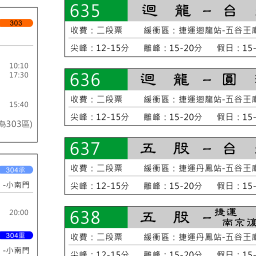 303
10:10
17:30
15:40
為303區)
304承
-小南門
20:00
304重
-小南門
635 迴龍-台
收費：二段票 緩衝區：捷運迴龍站-五谷王廟
尖峰：12-15分 離峰：15-20分 假日：15-
636 迴龍-圓
收費：二段票 緩衝區：捷運迴龍站-五谷王廟
尖峰：12-15分 離峰：15-20分 假日：15-
637 五股-台
收費：二段票 緩衝區：捷運丹鳳站-五谷王廟
尖峰：12-15分 離峰：15-20分 假日：15-
638 五股-捷運南京
收費：二段票 緩衝區：捷運丹鳳站-五谷王廟
尖峰：12-15分 離峰：15-20分 假日：15-